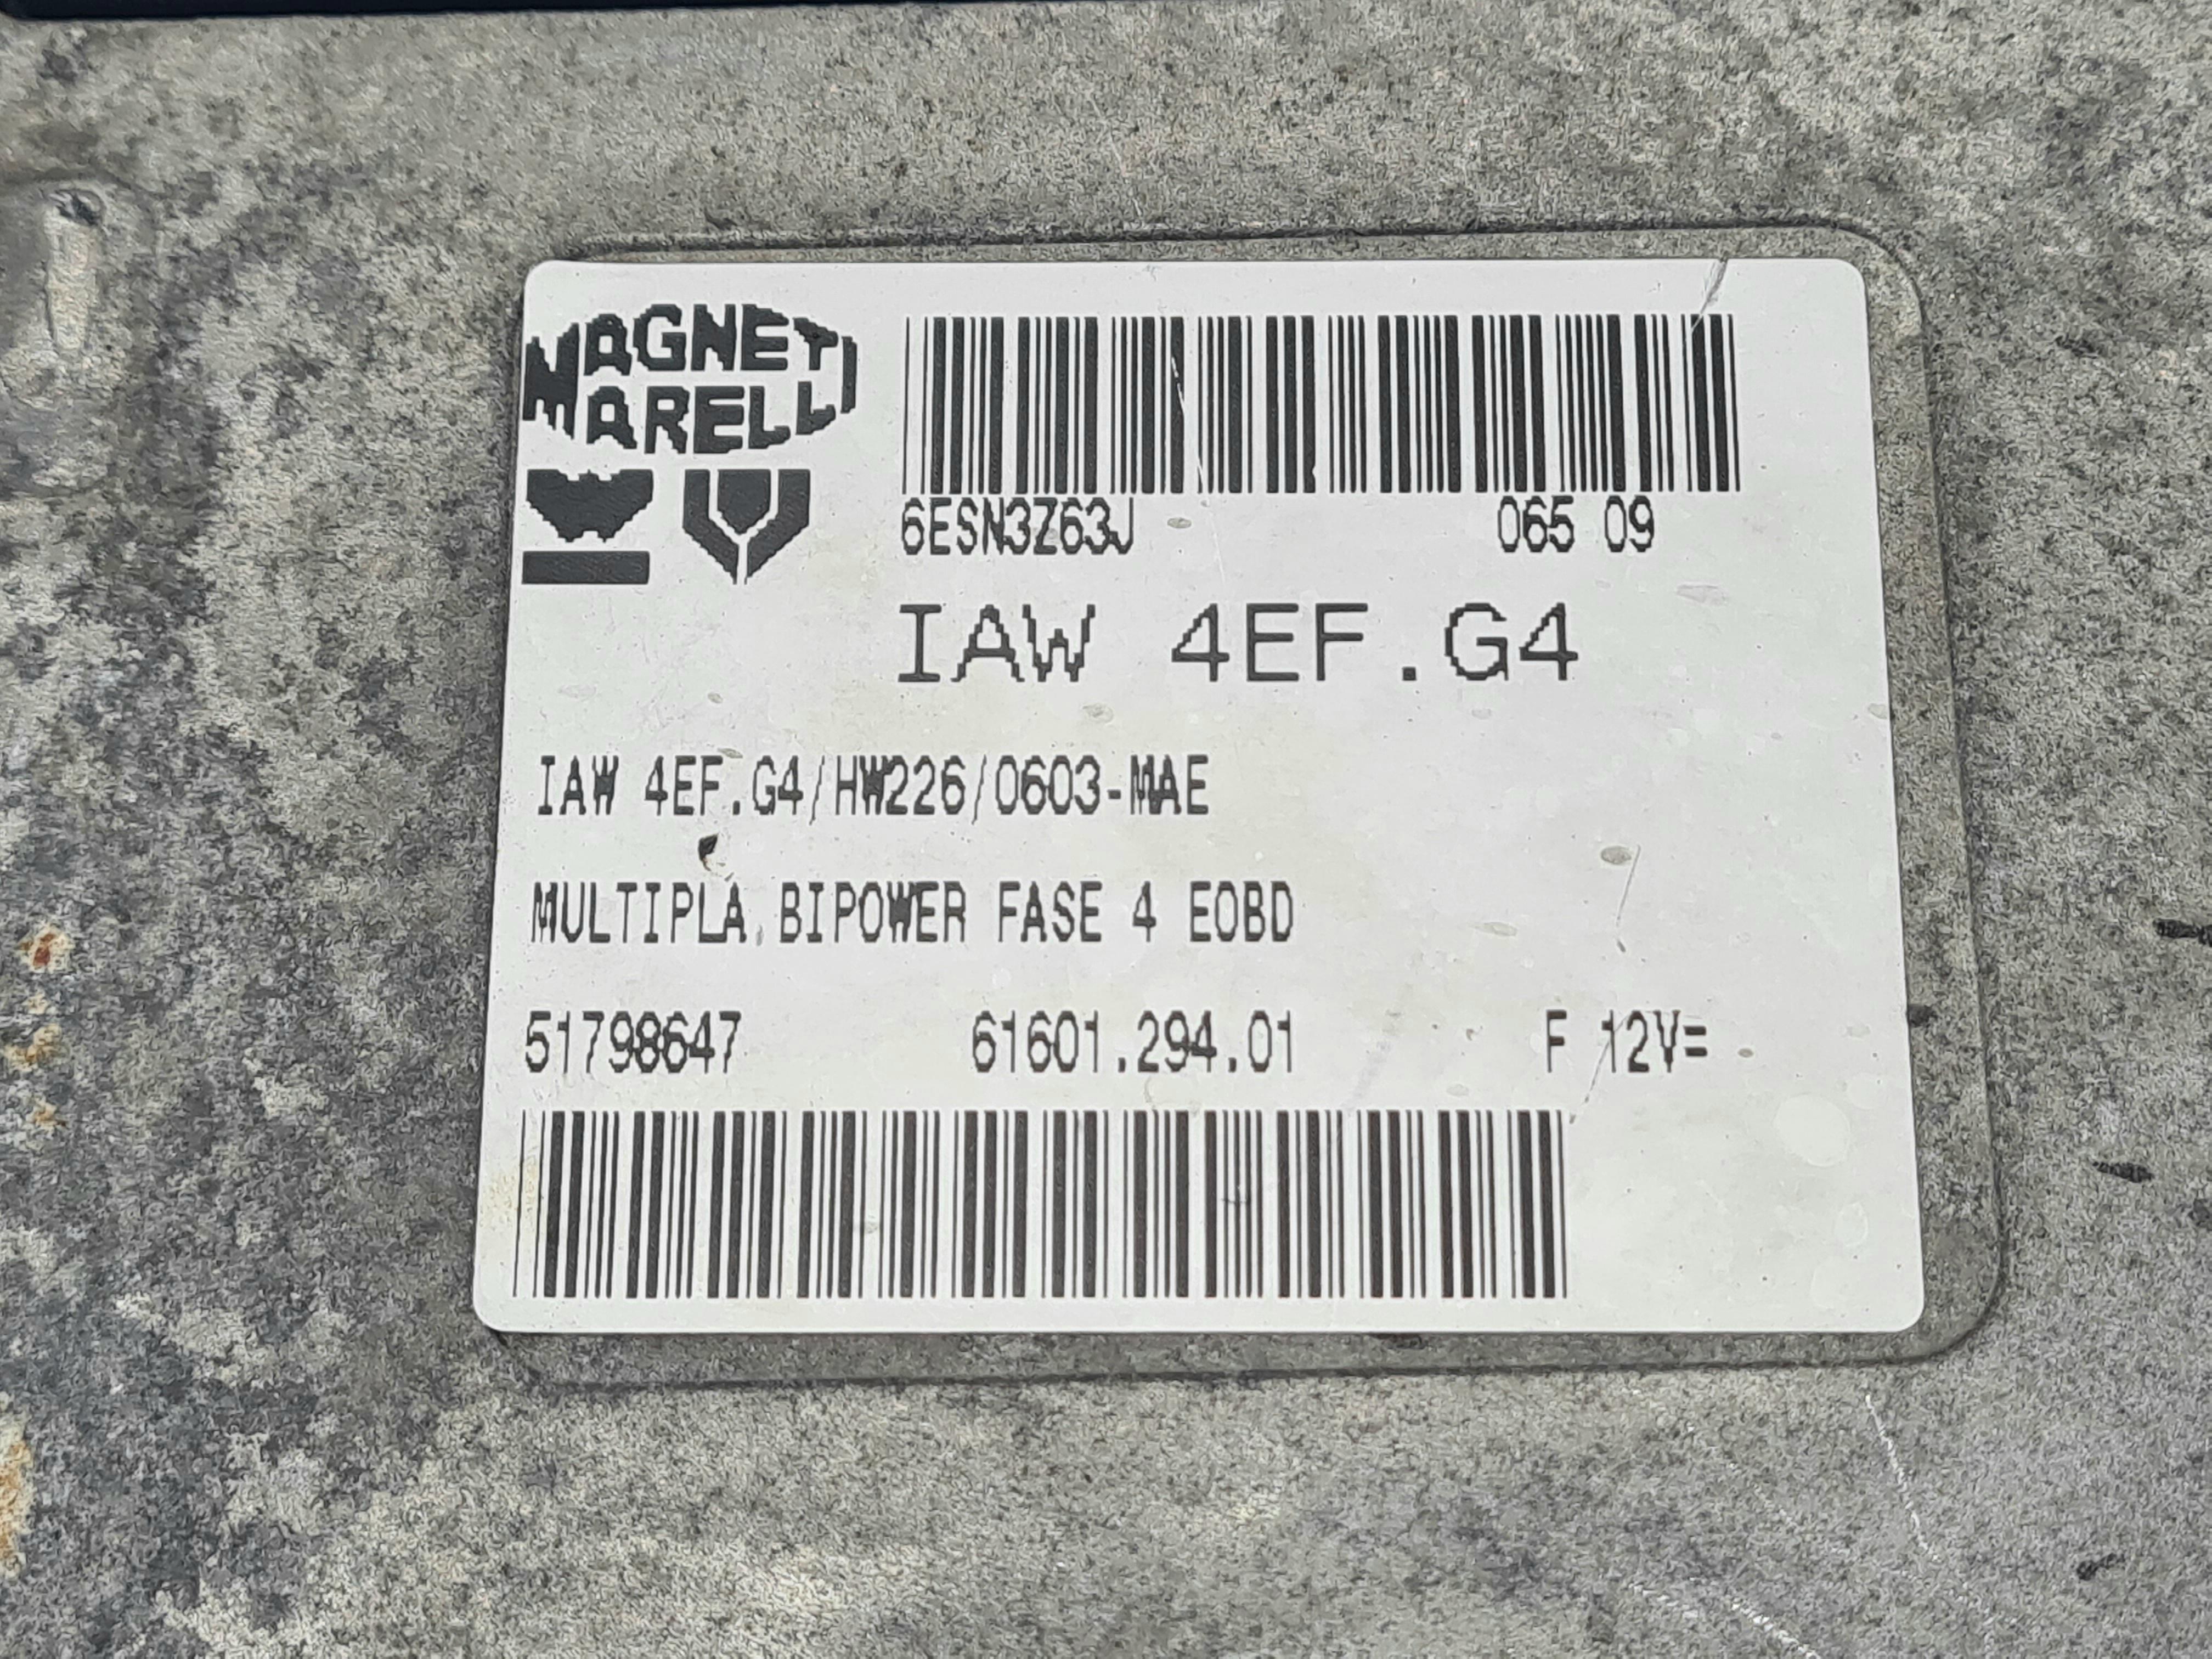 MAGNETI
MARELLI
6ESN3Z63J 065 09
IAW 4EF.G4
IAW 4EF.G4/HW226/0603-MAE
MULTIPLA BIPOWER FASE 4 EOBD
51798647 61601.294.01 F 12V=